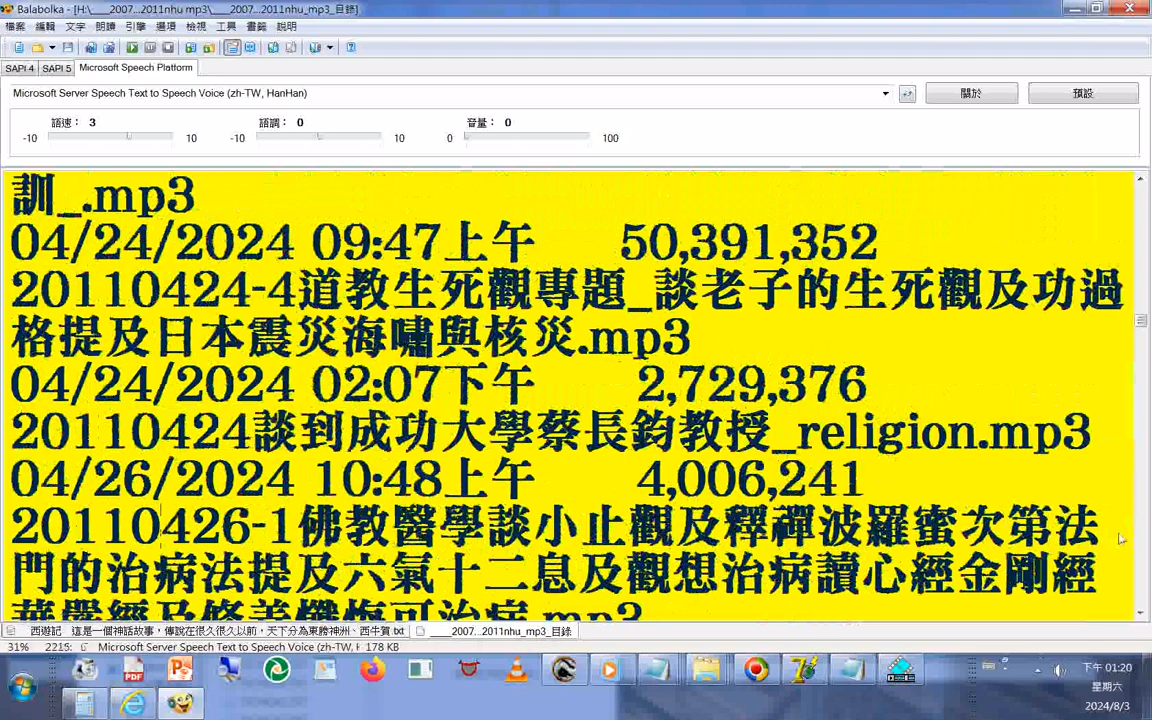 Balabolka - [H:\___2007...2011nhu mp3\___2007...2011nhu_mp3_目錄]
檔案 編輯 文字 朗讀 引擎 選項 檢視 工具 書籤 說明
SAPI 4 SAPI 5 Microsoft Speech Platform
Microsoft Server Speech Text to Speech Voice (zh-TW, HanHan)
關於 預設
語速： 3 語調： 0 音量： 0
-10 10 -10 10 0 100
訓_.mp3
04/24/2024 09:47上午 50,391,352
20110424-4道教生死觀專題_談老子的生死觀及功過
格提及日本震災海嘯與核災.mp3
04/24/2024 02:07下午 2,729,376
20110424談到成功大學蔡長鈞教授_religion.mp3
04/26/2024 10:48上午 4,006,241
20110426-1佛教醫學談小止觀及釋禪波羅蜜次第法
門的治病法提及六氣十二息及觀想治病讀心經金剛經
華嚴經及修善懺悔可治病.mp3
西遊記 這是一個神話故事，傳說在很久很久以前，天下分為東勝神洲、西牛賀.txt
___2007...2011nhu_mp3_目錄
31% 2215: Microsoft Server Speech Text to Speech Voice (zh-TW, 178 KB
下午 01:20
星期六
2024/8/3